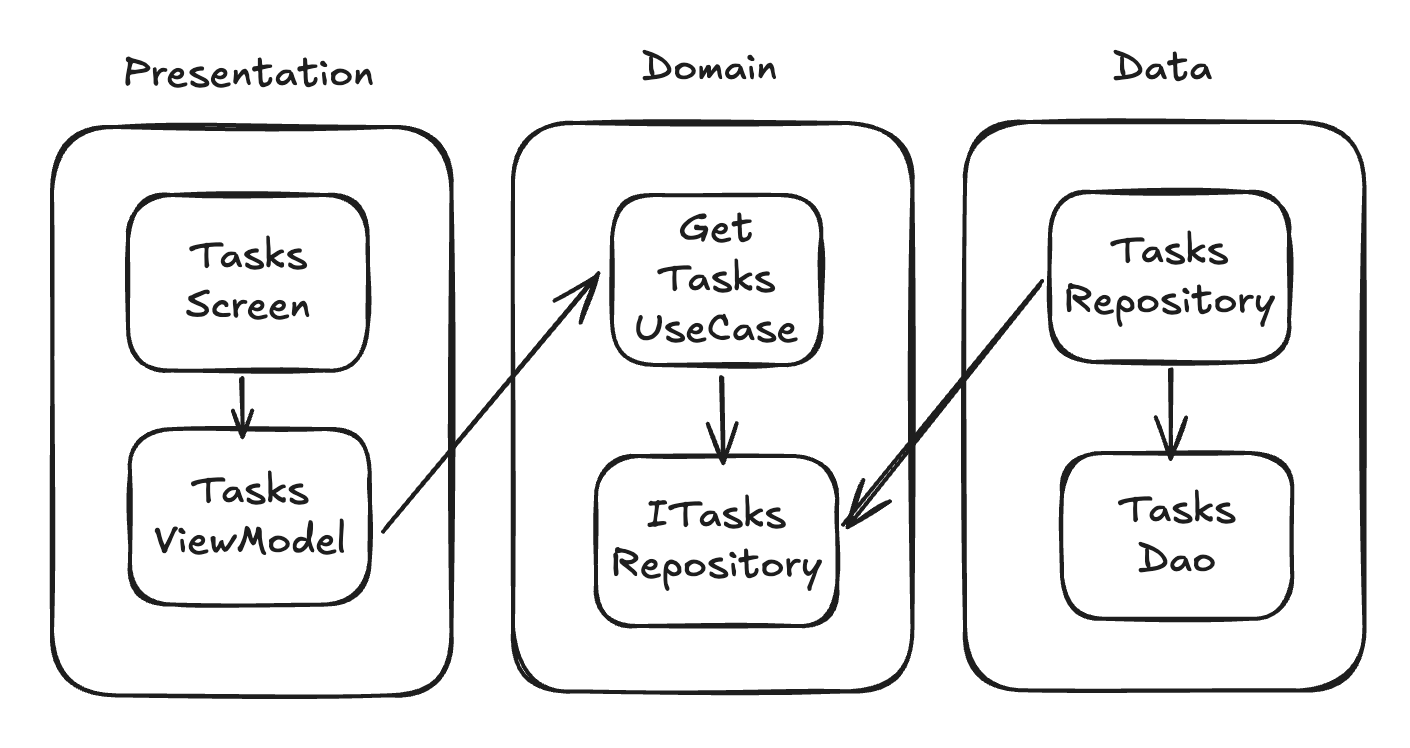 Presentation
Domain
Data
Tasks
Screen
Tasks
ViewModel
Get
Tasks
UseCase
ITasks
Repository
Tasks
Repository
Tasks
Dao